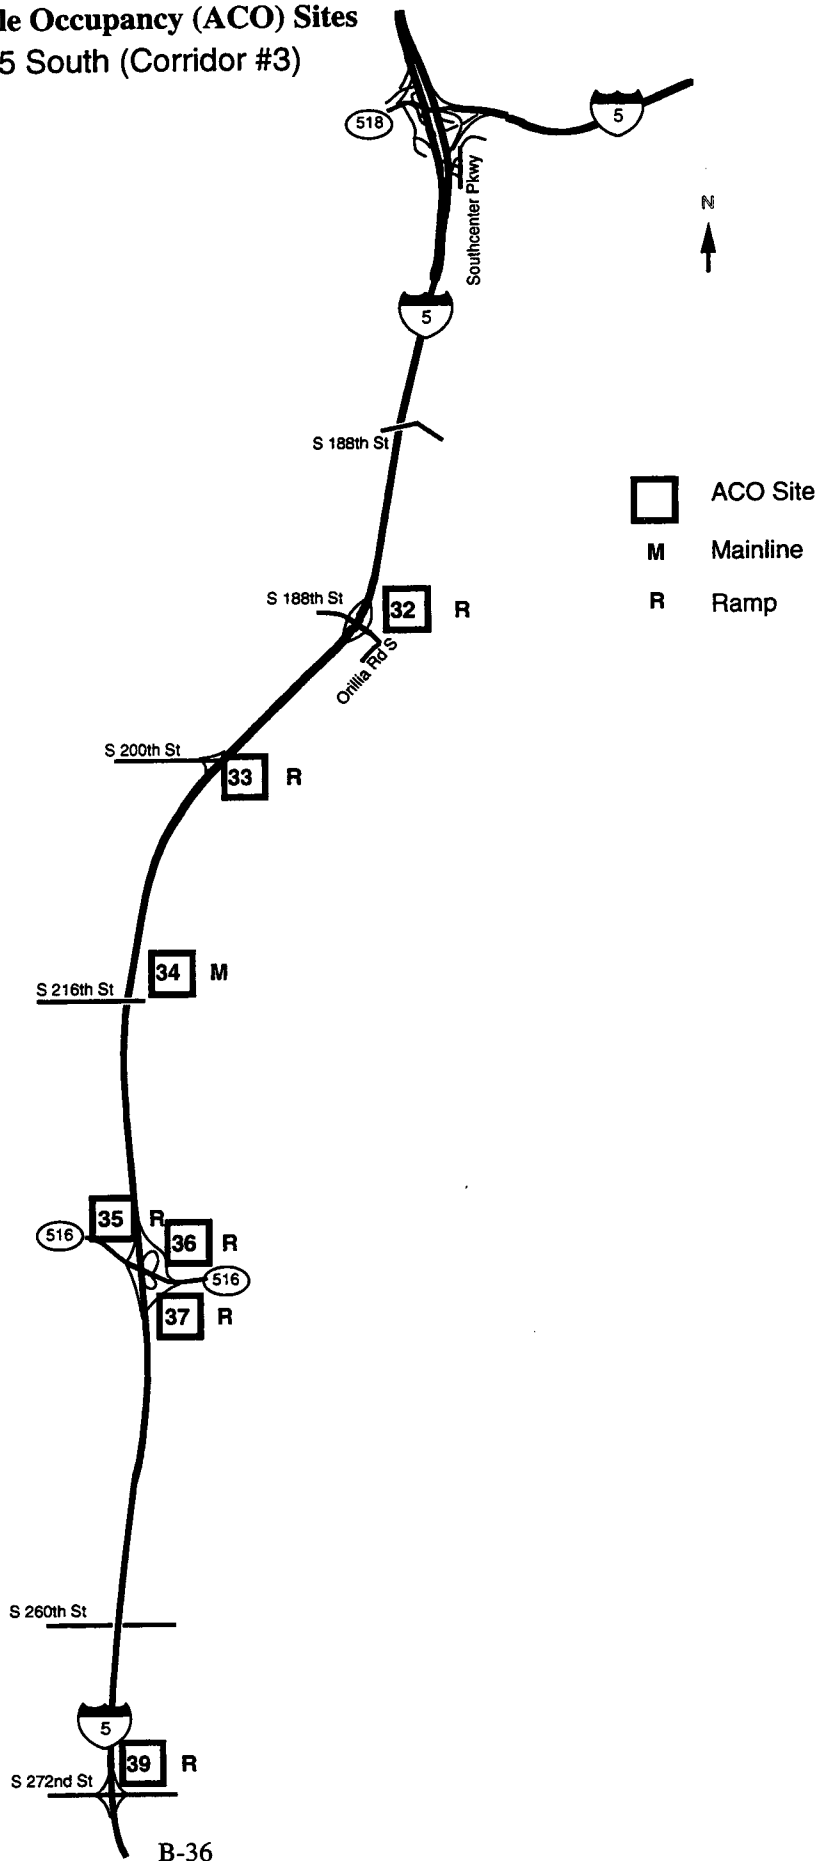 le Occupancy (ACO) Sites
5 South (Corridor #3)
518
5
Southcenter Pkwy
N
5
S 188th St
ACO Site
M Mainline
R Ramp
S 188th St
32 R
Orillia Rd S
S 200th St
33 R
34 M
S 216th St
35 R
516
36 R
516
37 R
S 260th St
5
39 R
S 272nd St
B-36